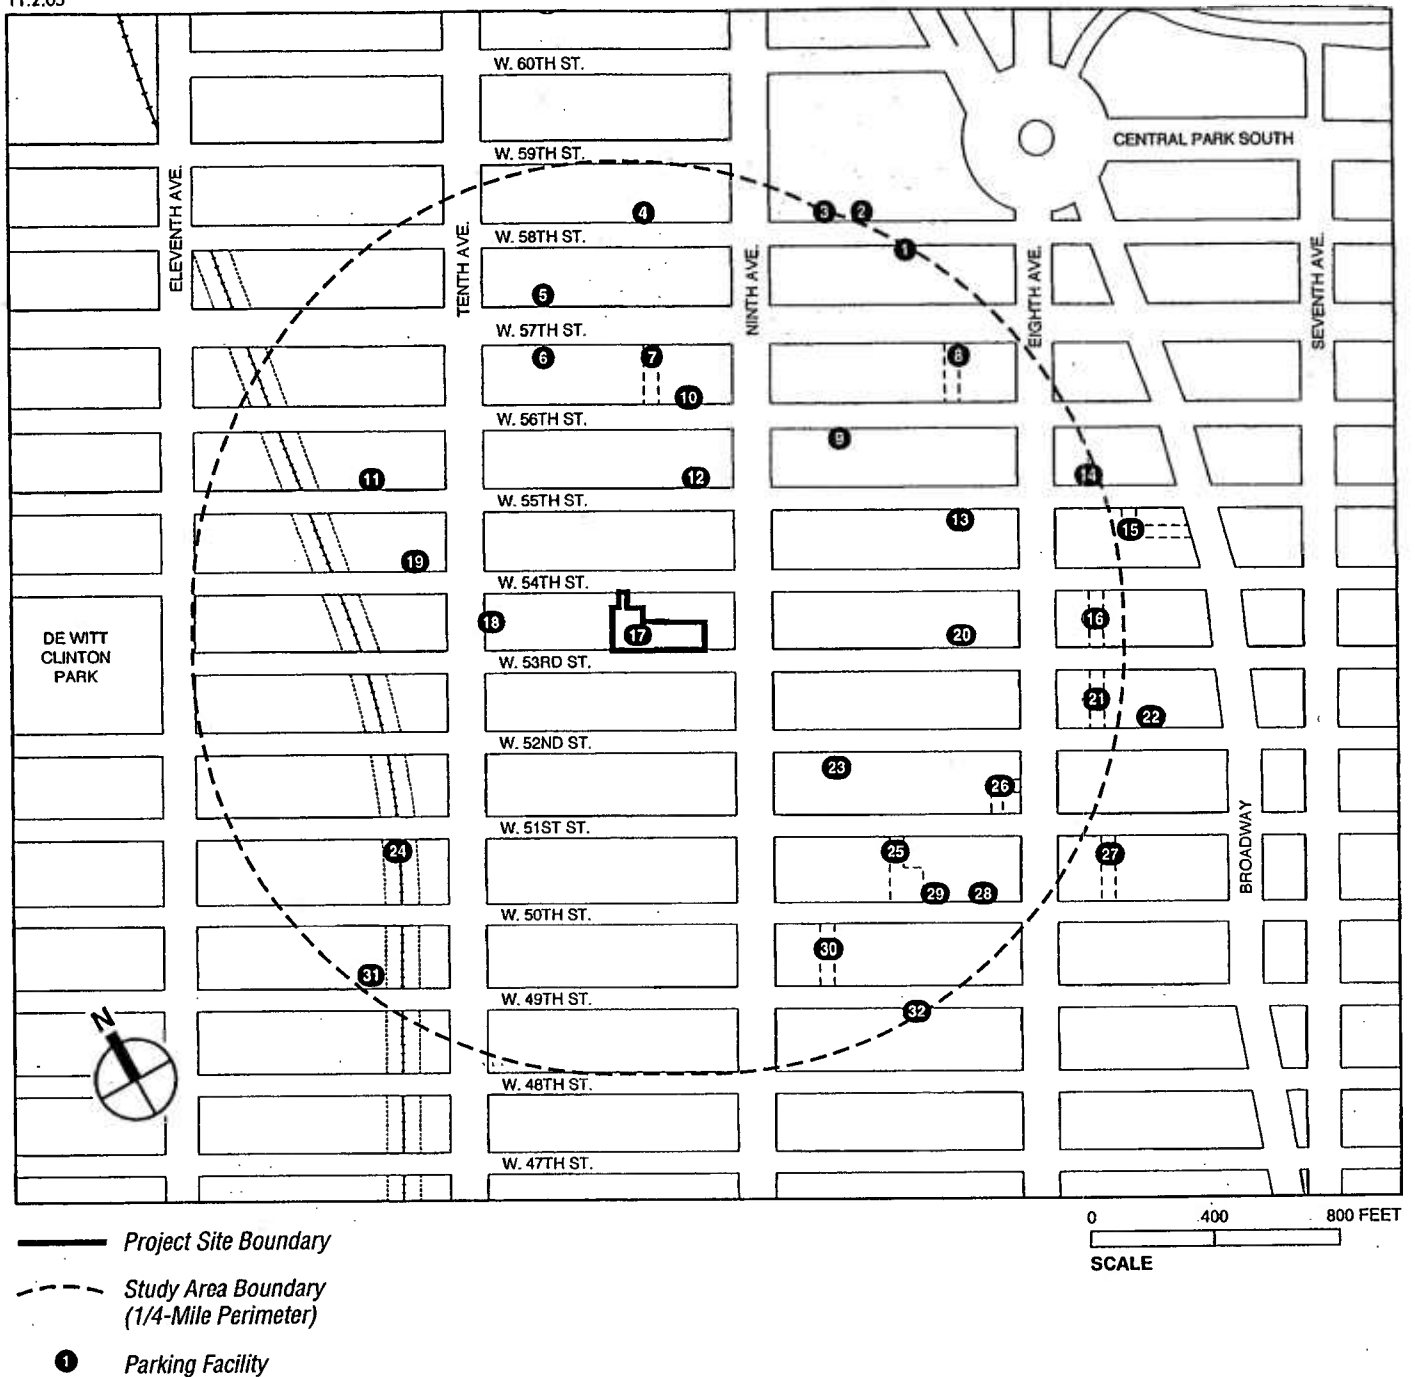 11.2.05
W. 60TH ST.
CENTRAL PARK SOUTH
W. 59TH ST.
ELEVENTH AVE.
TENTH AVE.
NINTH AVE.
EIGHTH AVE.
SEVENTH AVE.
4
3
2
W. 58TH ST.
1
5
W. 57TH ST.
6
7
8
10
W. 56TH ST.
9
11
12
14
W. 55TH ST.
13
15
19
W. 54TH ST.
18
17
20
16
DE WITT
CLINTON
PARK
W. 53RD ST.
21
22
W. 52ND ST.
23
26
W. 51ST ST.
BROADWAY
24
25
27
29
28
W. 50TH ST.
30
31
W. 49TH ST.
32
N
W. 48TH ST.
W. 47TH ST.
0 400 800 FEET
SCALE
Project Site Boundary
Study Area Boundary
(1/4-Mile Perimeter)
1 Parking Facility